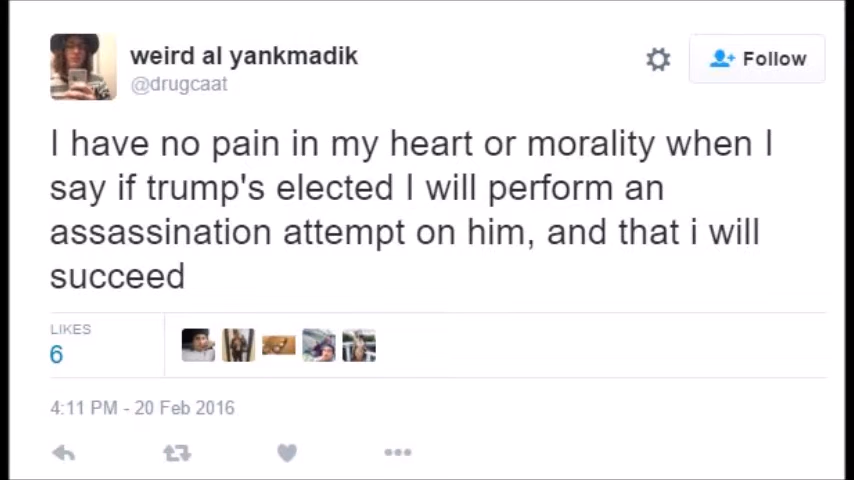 weird al yankmadik
@drugcaat
Follow
I have no pain in my heart or morality when I
say if trump's elected I will perform an
assassination attempt on him, and that i will
succeed
LIKES
6
4:11 PM - 20 Feb 2016